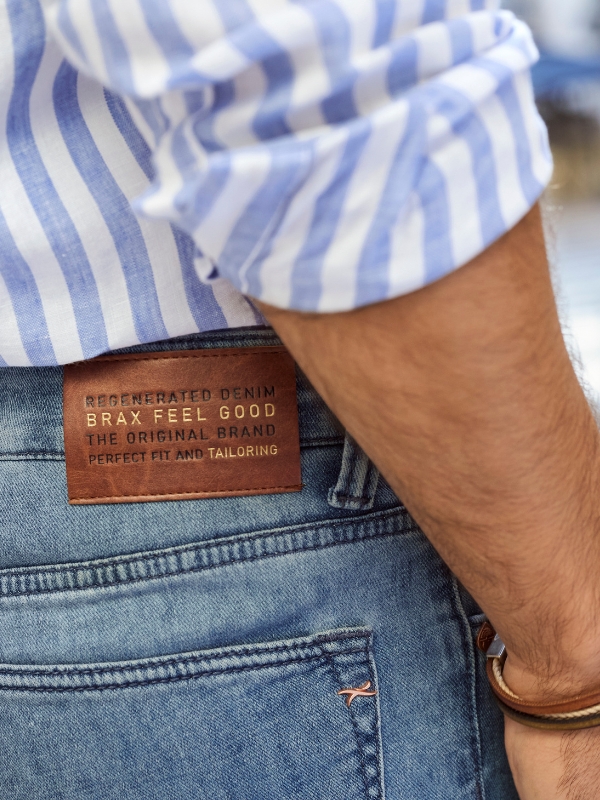 REGENERATED DENIM
BRAX FEEL GOOD
THE ORIGINAL BRAND
PERFECT FIT AND TAILORING